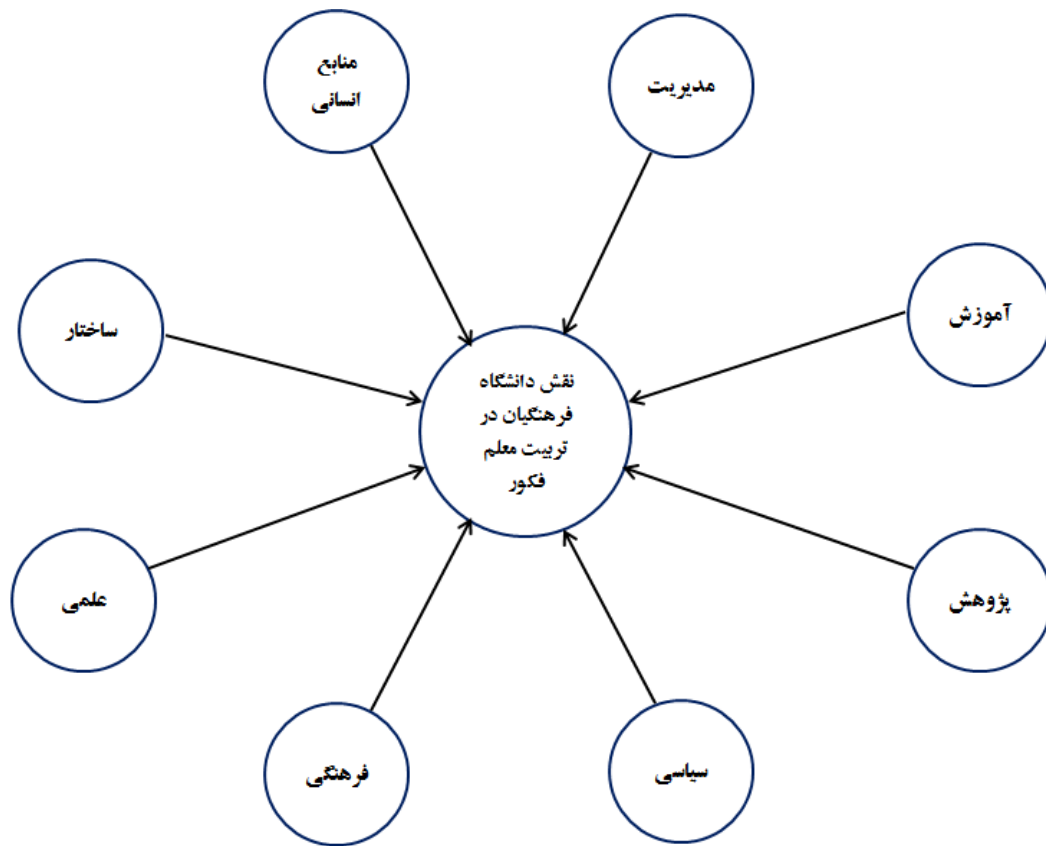 منابع
انسانی
مدیریت
آموزش
ساختار
نقش دانشگاه
فرهنگیان در
تربیت معلم
فکور
علمی
پژوهش
فرهنگی
سیاسی